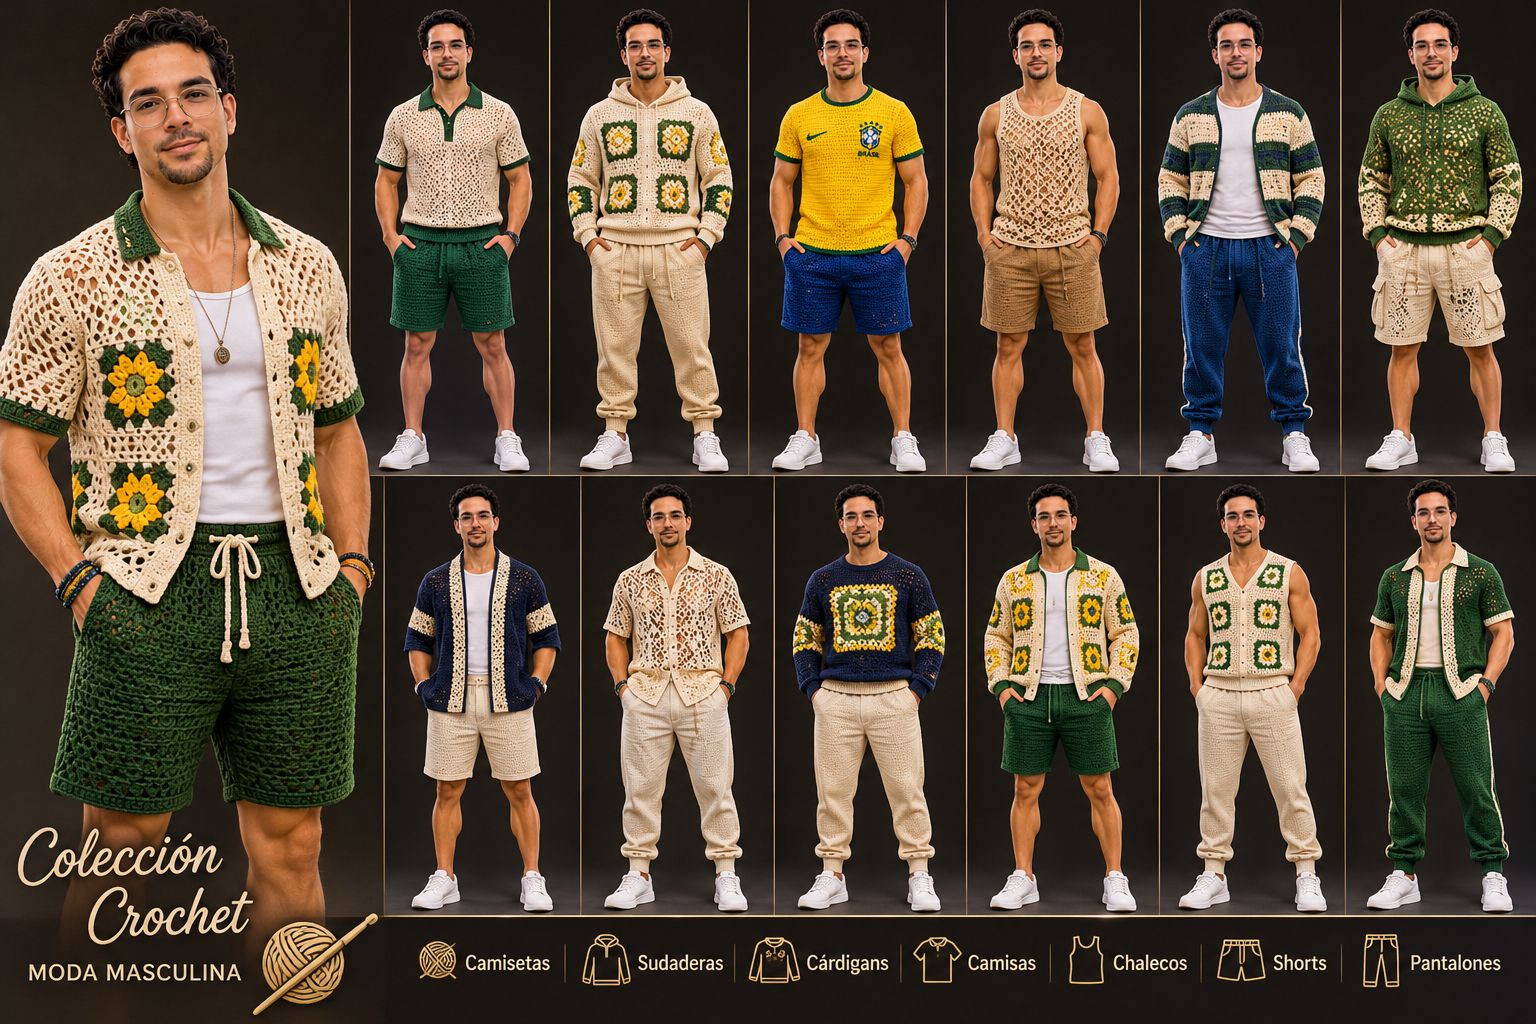 BRASIL
Colección
Crochet
MODA MASCULINA
Camisetas
Sudaderas
Cárdigans
Camisas
Chalecos
Shorts
Pantalones